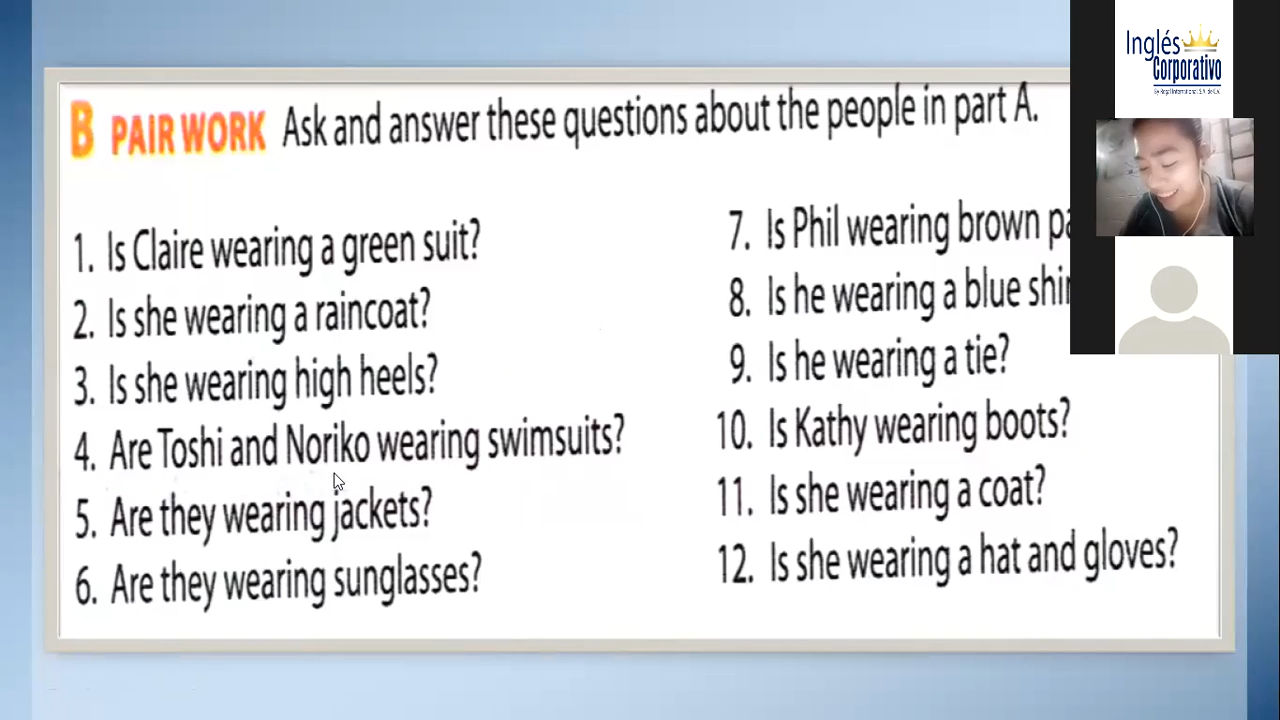 B PAIR WORK Ask and answer these questions about the people in part A.
1. Is Claire wearing a green suit?
2. Is she wearing a raincoat?
3. Is she wearing high heels?
4. Are Toshi and Noriko wearing swimsuits?
5. Are they wearing jackets?
6. Are they wearing sunglasses?
7. Is Phil wearing brown
8. Is he wearing a blue
9. Is he wearing a tie?
10. Is Kathy wearing boots?
11. Is she wearing a coat?
12. Is she wearing a hat and gloves?
Inglés
Corporativo